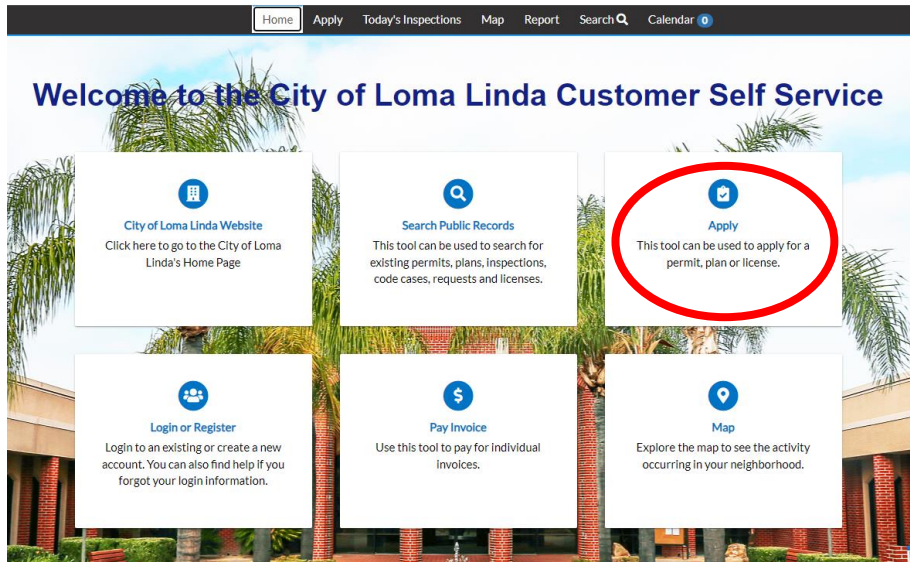 Home Apply Today's Inspections Map Report Search Calendar 0
Welcome to the City of Loma Linda Customer Self Service
City of Loma Linda Website
Click here to go to the City of Loma
Linda's Home Page
Search Public Records
This tool can be used to search for
existing permits, plans, inspections,
code cases, requests and licenses.
Apply
This tool can be used to apply for a
permit, plan or license.
Login or Register
Login to an existing or create a new
account. You can also find help if you
forgot your login information.
Pay Invoice
Use this tool to pay for individual
invoices.
Map
Explore the map to see the activity
occurring in your neighborhood.